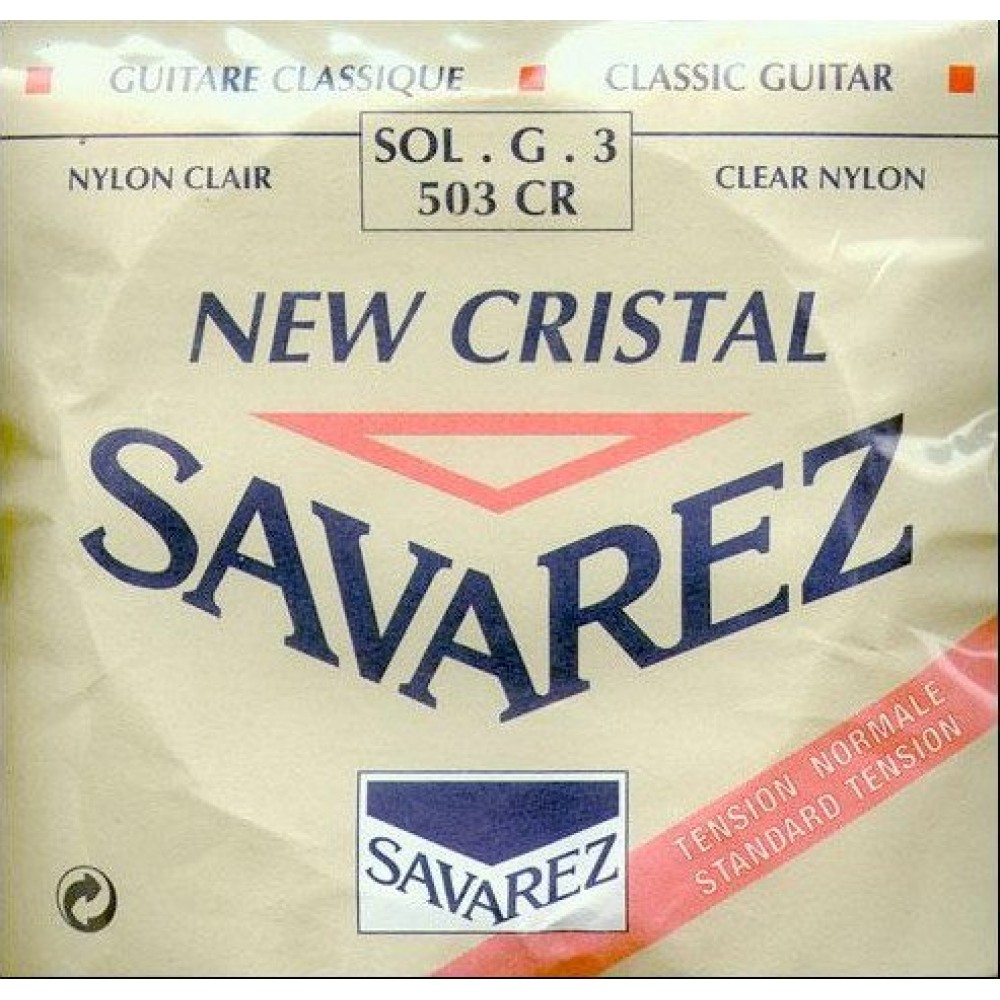 GUITARE CLASSIQUE CLASSIC GUITAR
SOL . G . 3
NYLON CLAIR 503 CR CLEAR NYLON
NEW CRISTAL
SAVAREZ
TENSION NORMALE
STANDARD TENSION
SAVAREZ